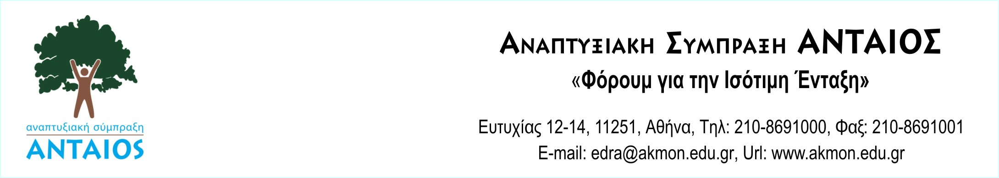 αναπτυξιακή σύμπραξη
ΑΝΤΑΙΟS
ΑΝΑΠΤΥΞΙΑΚΗ ΣΥΜΠΡΑΞΗ ΑΝΤΑΙΟΣ
«Φόρουμ για την Ισότιμη Ένταξη»
Ευτυχίας 12-14, 11251, Αθήνα, Τηλ: 210-8691000, Φαξ: 210-8691001
E-mail: edra@akmon.edu.gr, Url: www.akmon.edu.gr